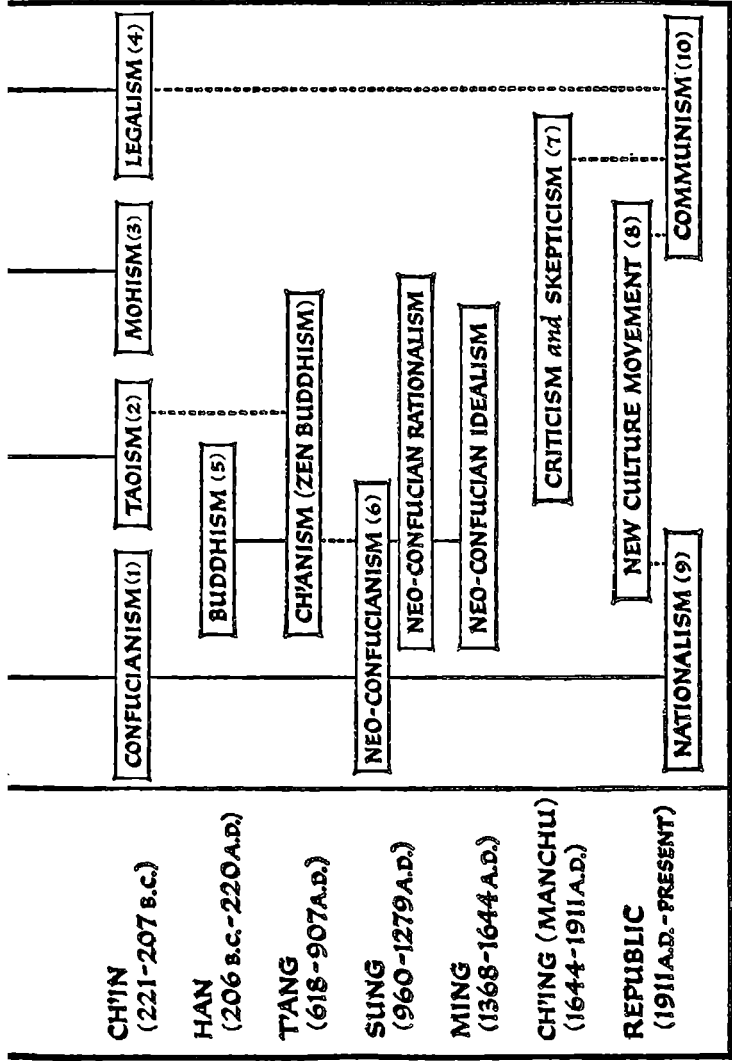 CH'IN
(221-207 B.C.)
CONFUCIANISM (1)
TAOISM (2)
MOHISM (3)
LEGALISM (4)
HAN
(206 B.C.-220 A.D.)
BUDDHISM (5)
T'ANG
(618-907 A.D.)
CH'ANISM (ZEN BUDDHISM)
SUNG
(960-1279 A.D.)
NEO-CONFUCIANISM (6)
NEO-CONFUCIAN RATIONALISM
MING
(1368-1644 A.D.)
NEO-CONFUCIAN IDEALISM
CH'ING (MANCHU)
(1644-1911 A.D.)
CRITICISM and SKEPTICISM (7)
REPUBLIC
(1911 A.D.-PRESENT)
NEW CULTURE MOVEMENT (8)
NATIONALISM (9)
COMMUNISM (10)